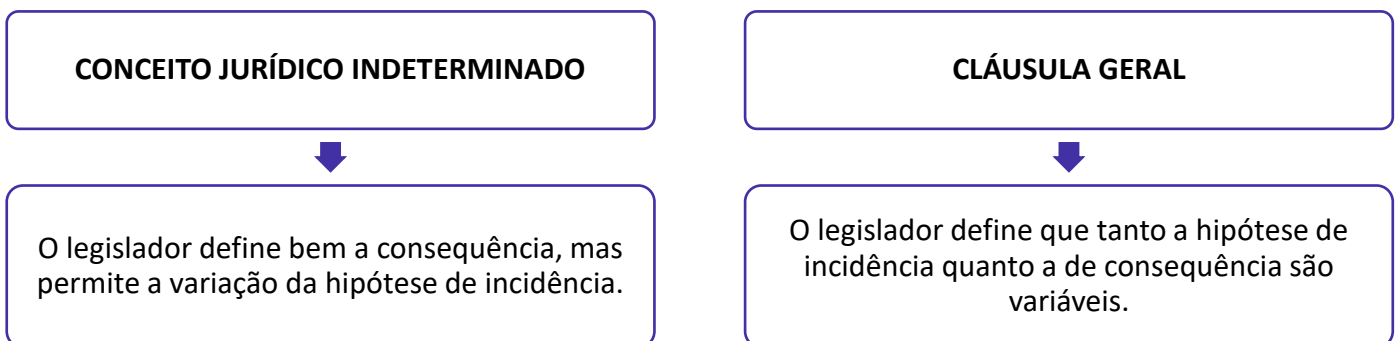 CONCEITO JURÍDICO INDETERMINADO
O legislador define bem a consequência, mas
permite a variação da hipótese de incidência.
CLÁUSULA GERAL
O legislador define que tanto a hipótese de
incidência quanto a de consequência são
variáveis.